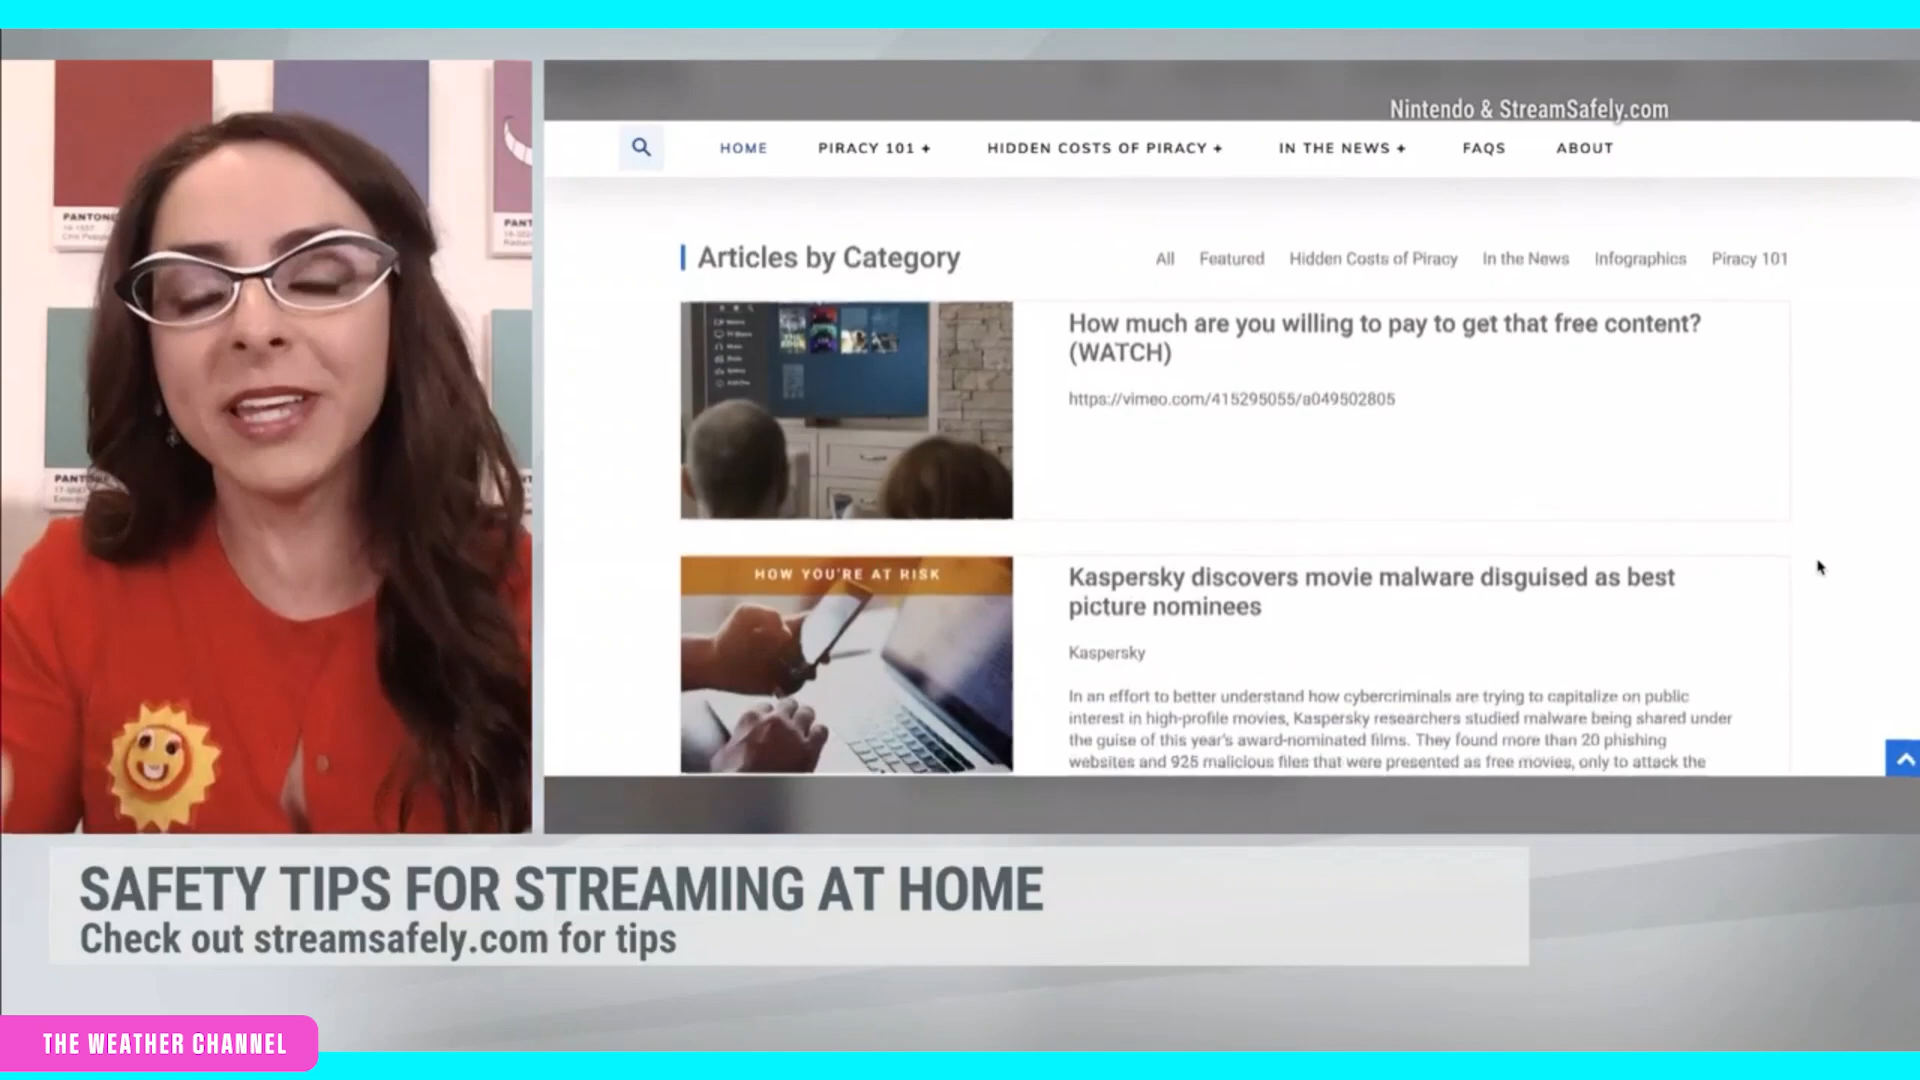 PANTONE
PANT
Nintendo & StreamSafely.com
HOME PIRACY 101 + HIDDEN COSTS OF PIRACY + IN THE NEWS + FAQS ABOUT
Articles by Category
All Featured Hidden Costs of Piracy In the News Infographics Piracy 101
How much are you willing to pay to get that free content?
(WATCH)
https://vimeo.com/415295055/a049502805
HOW YOU'RE AT RISK
Kaspersky discovers movie malware disguised as best
picture nominees
Kaspersky
In an effort to better understand how cybercriminals are trying to capitalize on public
interest in high-profile movies, Kaspersky researchers studied malware being shared under
the guise of this year's award-nominated films. They found more than 20 phishing
websites and 925 malicious files that were presented as free movies, only to attack the
PANT
SAFETY TIPS FOR STREAMING AT HOME
Check out streamsafely.com for tips
THE WEATHER CHANNEL